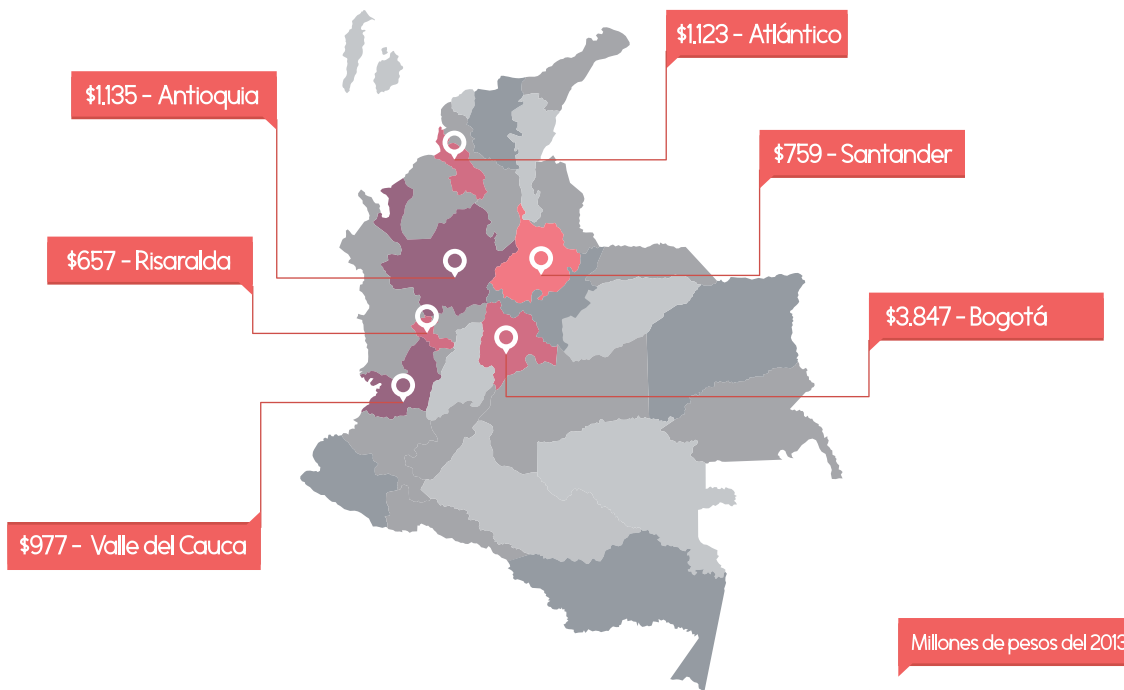 $1.123 - Atlántico
$1.135 - Antioquia
$759 - Santander
$657 - Risaralda
$3.847 - Bogotá
$977 - Valle del Cauca
Millones de pesos del 2013